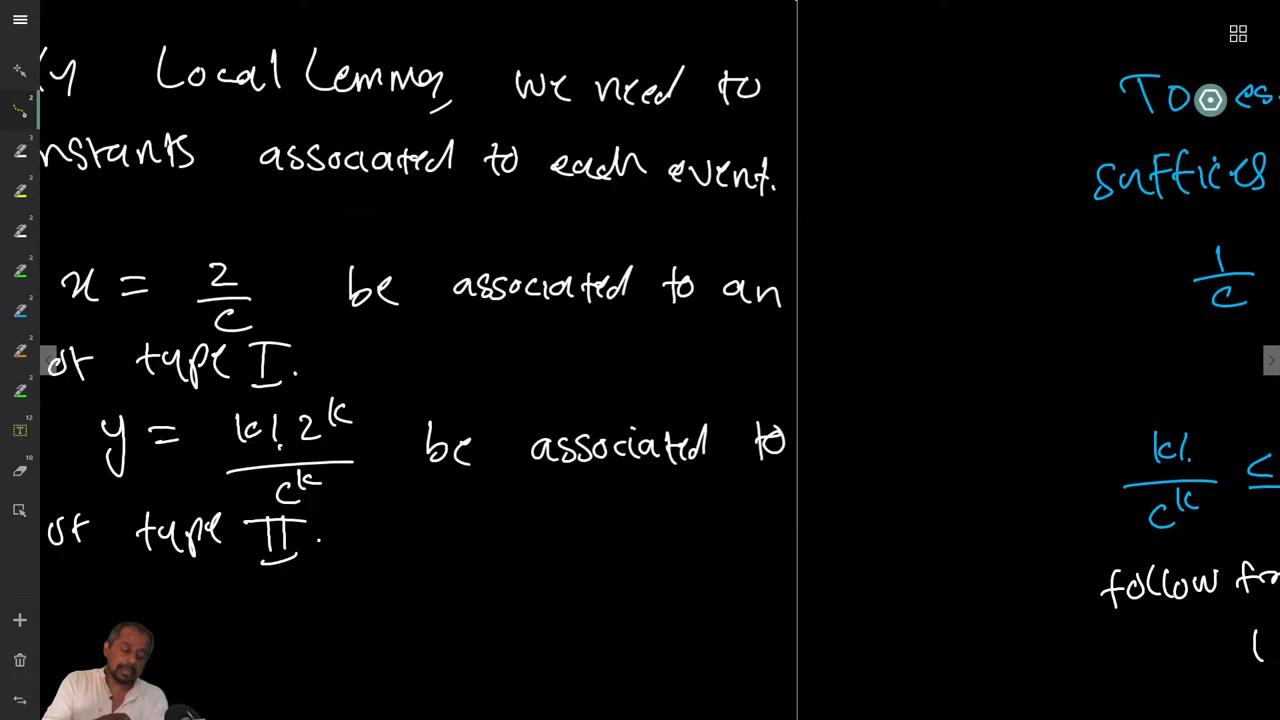 Local Lemma, we need to
nstants associated to each event.
x = 2/c be associated to an
of type I.
y = k! 2^k / c^k be associated to
of type II.
To es
suffices
1/c
k!/c^k ≤
follow fr